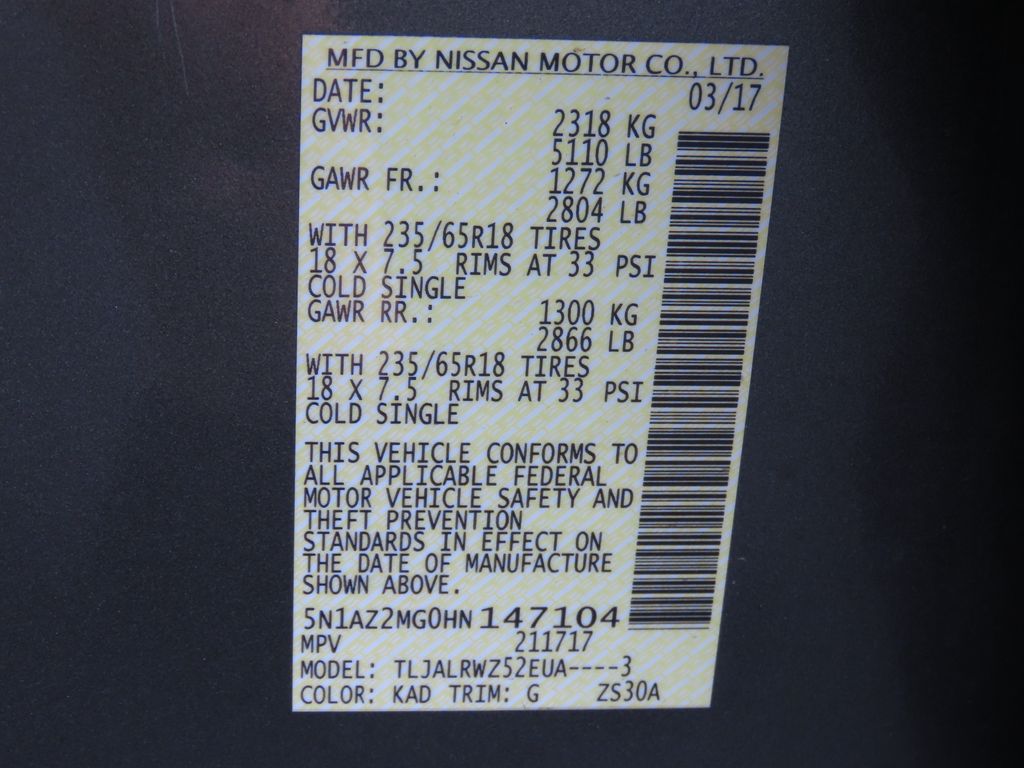 MFD BY NISSAN MOTOR CO., LTD.
DATE: 03/17
GVWR: 2318 KG
5110 LB
GAWR FR.: 1272 KG
2804 LB
WITH 235/65R18 TIRES
18 X 7.5 RIMS AT 33 PSI
COLD SINGLE
GAWR RR.: 1300 KG
2866 LB
WITH 235/65R18 TIRES
18 X 7.5 RIMS AT 33 PSI
COLD SINGLE
THIS VEHICLE CONFORMS TO
ALL APPLICABLE FEDERAL
MOTOR VEHICLE SAFETY AND
THEFT PREVENTION
STANDARDS IN EFFECT ON
THE DATE OF MANUFACTURE
SHOWN ABOVE.
5N1AZ2MG0HN147104
MPV 211717
MODEL: TLJALRWZ52EUA----3
COLOR: KAD TRIM: G ZS30A